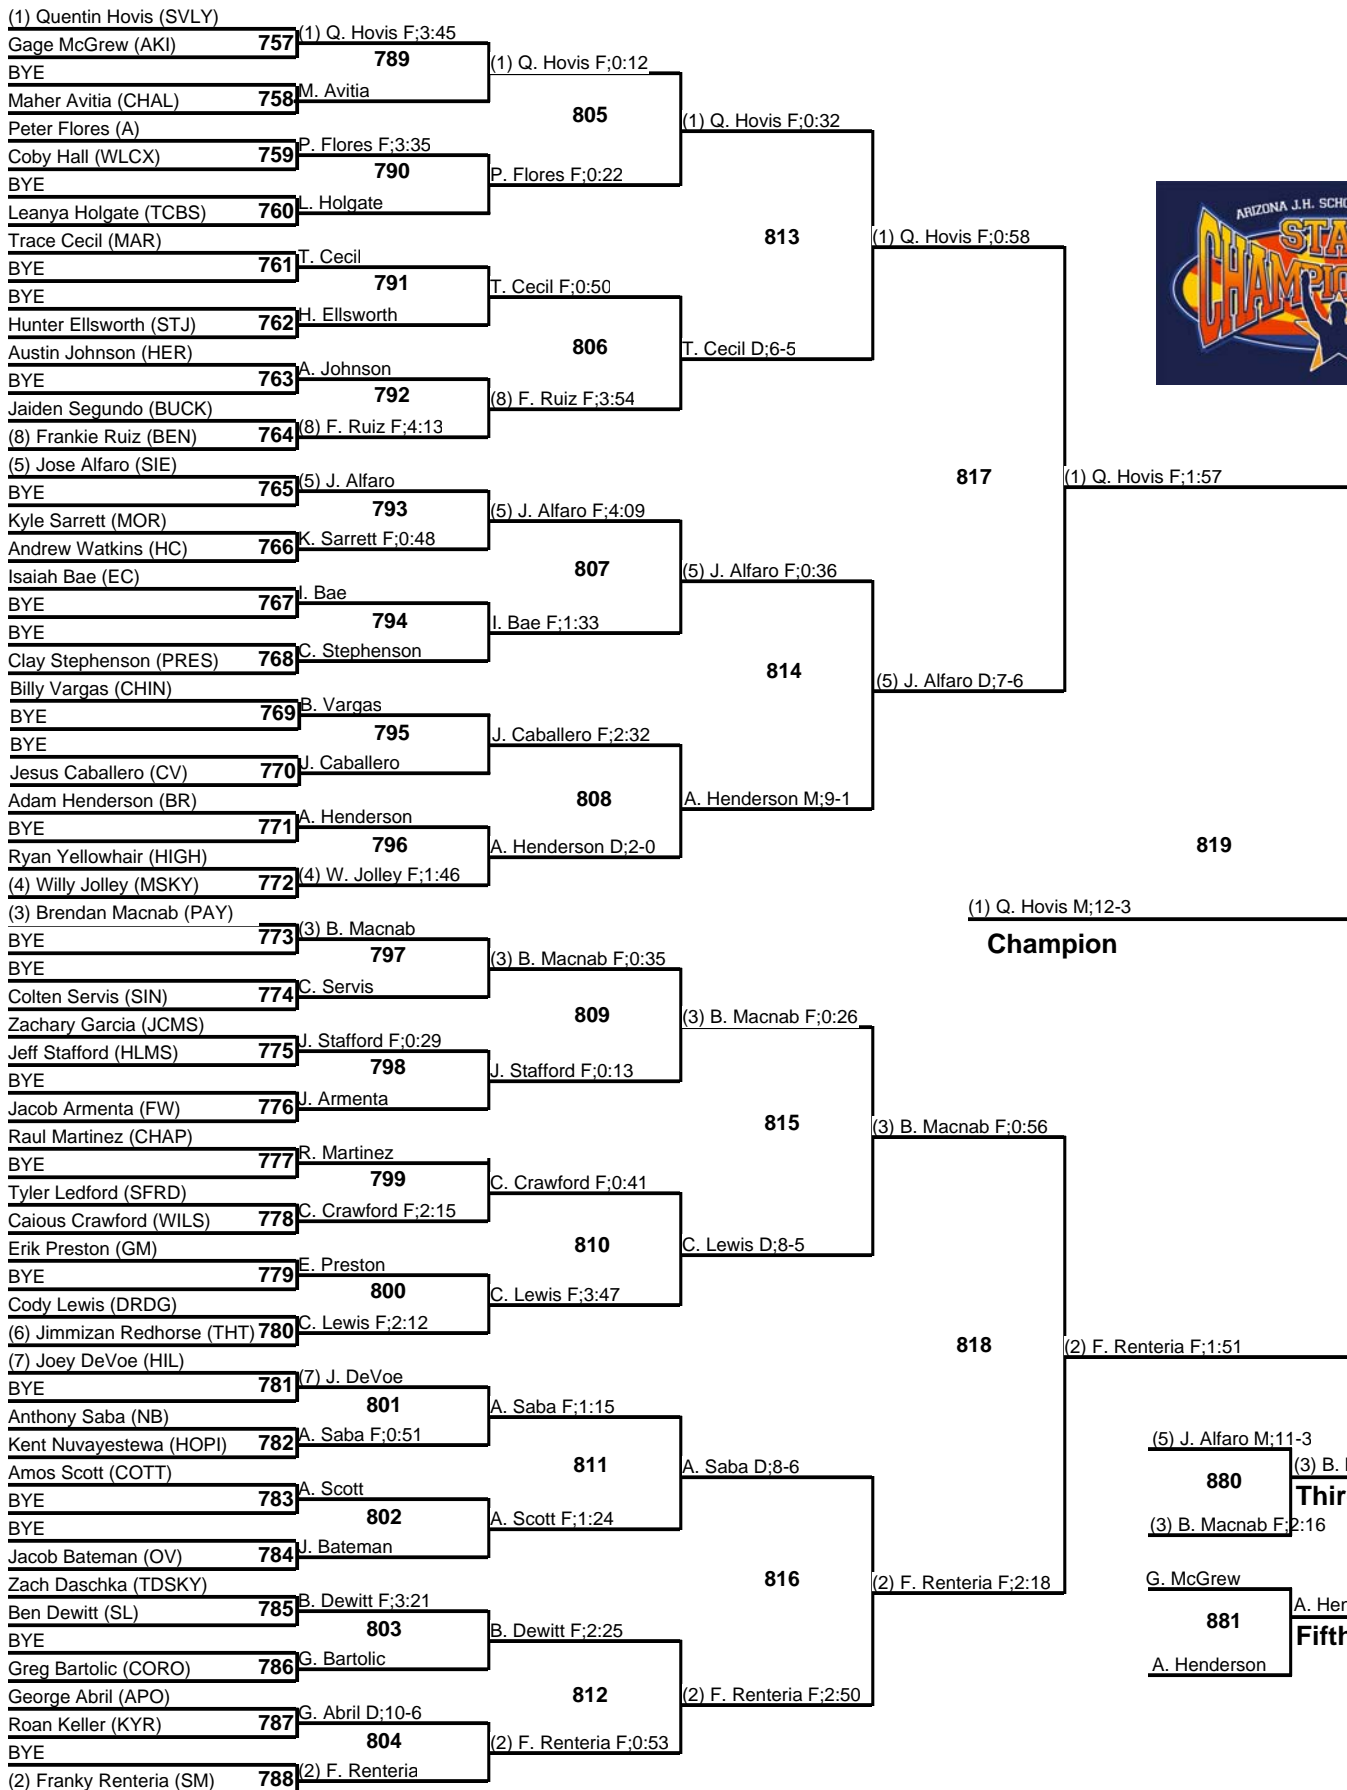 (1) Quentin Hovis (SVLY)
Gage McGrew (AKI) 757
BYE
Maher Avitia (CHAL) 758
Peter Flores (A)
Coby Hall (WLCX) 759
BYE
Leanya Holgate (TCBS) 760
Trace Cecil (MAR)
BYE 761
BYE
Hunter Ellsworth (STJ) 762
Austin Johnson (HER)
BYE 763
Jaiden Segundo (BUCK)
(8) Frankie Ruiz (BEN) 764
(5) Jose Alfaro (SIE)
BYE 765
Kyle Sarrett (MOR)
Andrew Watkins (HC) 766
Isaiah Bae (EC)
BYE 767
BYE
Clay Stephenson (PRES) 768
Billy Vargas (CHIN)
BYE 769
BYE
Jesus Caballero (CV) 770
Adam Henderson (BR)
BYE 771
Ryan Yellowhair (HIGH)
(4) Willy Jolley (MSKY) 772
(3) Brendan Macnab (PAY)
BYE 773
BYE
Colten Servis (SIN) 774
Zachary Garcia (JCMS)
Jeff Stafford (HLMS) 775
BYE
Jacob Armenta (FW) 776
Raul Martinez (CHAP)
BYE 777
Tyler Ledford (SFRD)
Caious Crawford (WILS) 778
Erik Preston (GM)
BYE 779
Cody Lewis (DRDG)
(6) Jimmizan Redhorse (THT) 780
(7) Joey DeVoe (HIL)
BYE 781
Anthony Saba (NB)
Kent Nuvayestewa (HOPI) 782
Amos Scott (COTT)
BYE 783
BYE
Jacob Bateman (OV) 784
Zach Daschka (TDSKY)
Ben Dewitt (SL) 785
BYE
Greg Bartolic (CORO) 786
George Abril (APO)
Roan Keller (KYR) 787
BYE
(2) Franky Renteria (SM) 788
(1) Q. Hovis F;3:45
789
M. Avitia
P. Flores F;3:35
790
L. Holgate
T. Cecil
791
H. Ellsworth
A. Johnson
792
(8) F. Ruiz F;4:13
(5) J. Alfaro
793
K. Sarrett F;0:48
I. Bae
794
C. Stephenson
B. Vargas
795
J. Caballero
A. Henderson
796
(4) W. Jolley F;1:46
(3) B. Macnab
797
C. Servis
J. Stafford F;0:29
798
J. Armenta
R. Martinez
799
C. Crawford F;2:15
E. Preston
800
C. Lewis F;2:12
(7) J. DeVoe
801
A. Saba F;0:51
A. Scott
802
J. Bateman
B. Dewitt F;3:21
803
G. Bartolic
G. Abril D;10-6
804
(2) F. Renteria
(1) Q. Hovis F;0:12
805
P. Flores F;0:22
T. Cecil F;0:50
806
(8) F. Ruiz F;3:54
(5) J. Alfaro F;4:09
807
I. Bae F;1:33
J. Caballero F;2:32
808
A. Henderson D;2-0
(3) B. Macnab F;0:35
809
J. Stafford F;0:13
C. Crawford F;0:41
810
C. Lewis F;3:47
A. Saba F;1:15
811
A. Scott F;1:24
B. Dewitt F;2:25
812
(2) F. Renteria F;0:53
(1) Q. Hovis F;0:32
813
T. Cecil D;6-5
(5) J. Alfaro F;0:36
814
A. Henderson M;9-1
(3) B. Macnab F;0:26
815
C. Lewis D;8-5
A. Saba D;8-6
816
(2) F. Renteria F;2:50
(1) Q. Hovis F;0:58
817
(5) J. Alfaro D;7-6
(3) B. Macnab F;0:56
818
(2) F. Renteria F;2:18
ARIZONA J.H.
(1) Q. Hovis F;1:57
819
(1) Q. Hovis M;12-3
Champion
(2) F. Renteria F;1:51
(5) J. Alfaro M;11-3
880
(3) B.
Thir
(3) B. Macnab F;2:16
G. McGrew
881
A. Hen
Fifth
A. Henderson